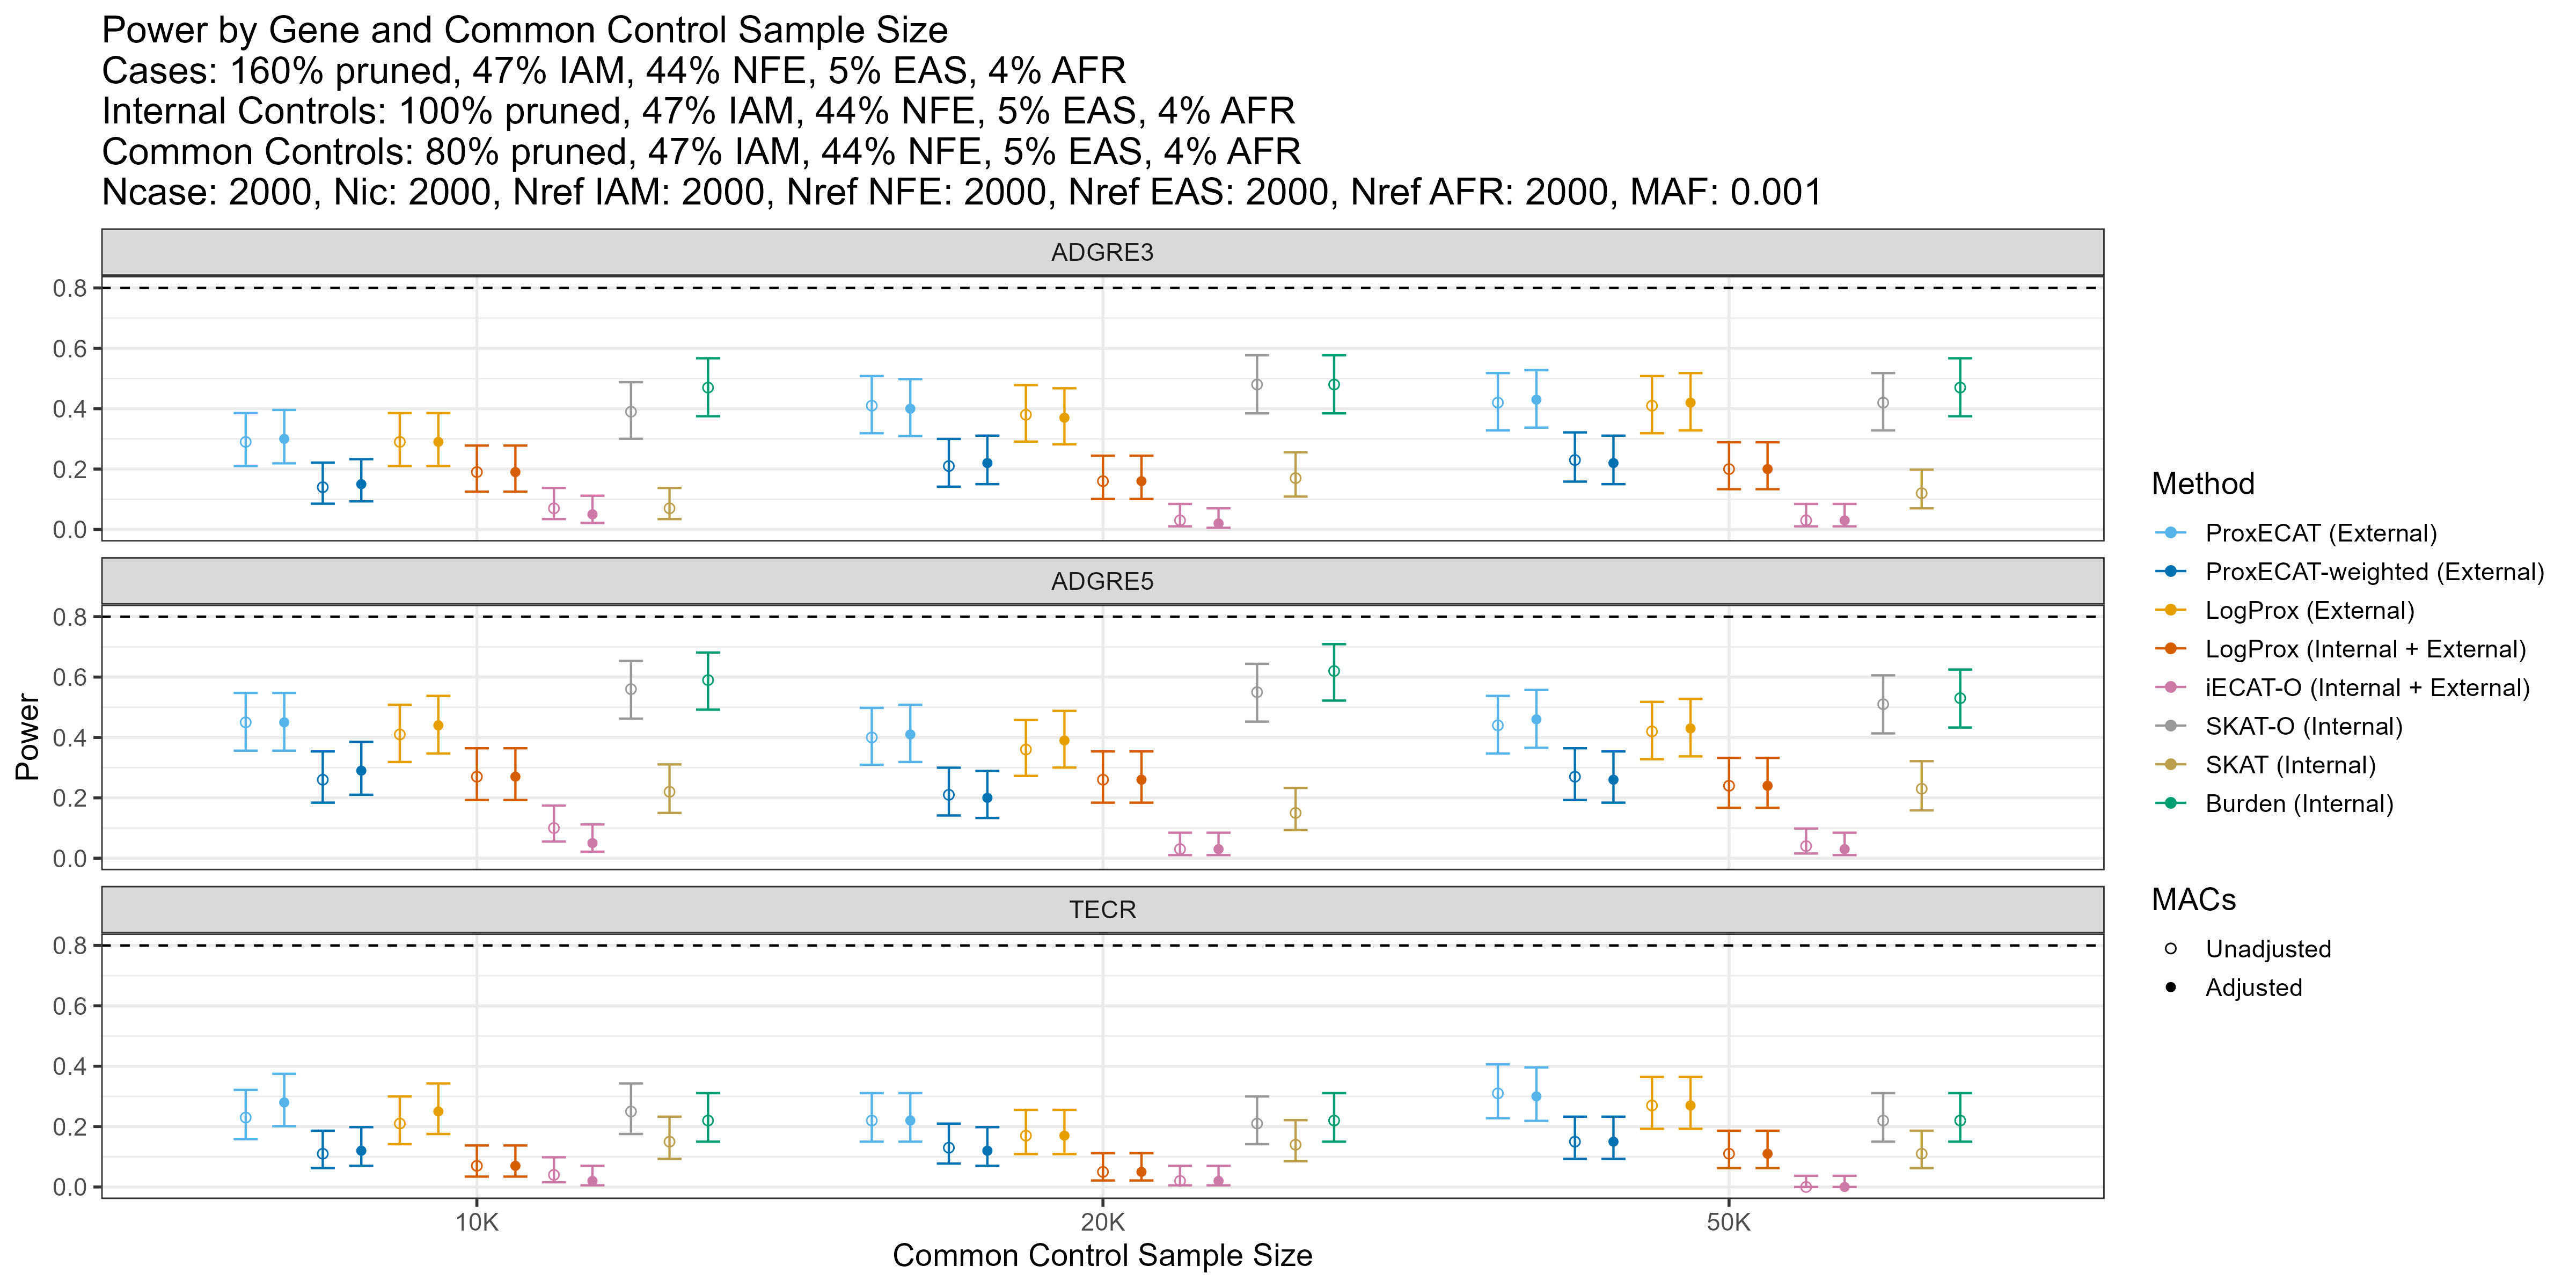 Power by Gene and Common Control Sample Size
Cases: 160% pruned, 47% IAM, 44% NFE, 5% EAS, 4% AFR
Internal Controls: 100% pruned, 47% IAM, 44% NFE, 5% EAS, 4% AFR
Common Controls: 80% pruned, 47% IAM, 44% NFE, 5% EAS, 4% AFR
Ncase: 2000, Nic: 2000, Nref IAM: 2000, Nref NFE: 2000, Nref EAS: 2000, Nref AFR: 2000, MAF: 0.001
ADGRE3
0.8
0.6
0.4
0.2
0.0
ADGRE5
0.8
0.6
0.4
0.2
0.0
TECR
0.8
0.6
0.4
0.2
0.0
Power
10K
20K
50K
Common Control Sample Size
Method
ProxECAT (External)
ProxECAT-weighted (External)
LogProx (External)
LogProx (Internal + External)
iECAT-O (Internal + External)
SKAT-O (Internal)
SKAT (Internal)
Burden (Internal)
MACs
Unadjusted
Adjusted